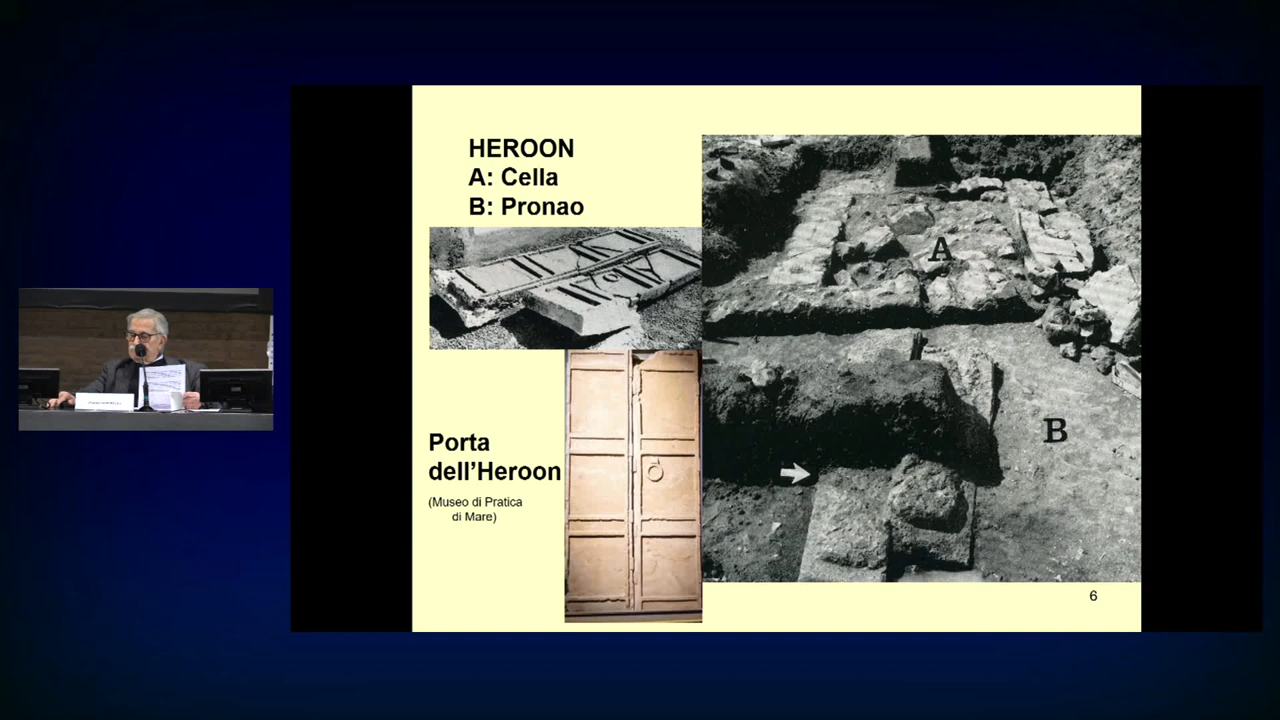 HEROON
A: Cella
B: Pronao
A
B
Porta
dell'Heroon
(Museo di Pratica
di Mare)
6